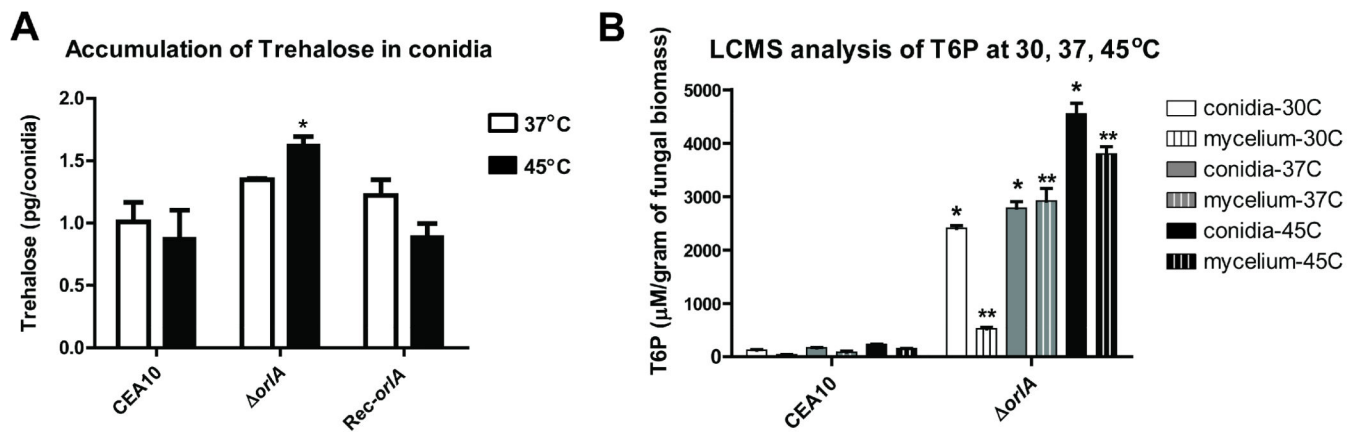 A
Accumulation of Trehalose in conidia
Trehalose (pg/conidia)
2.0
1.5
1.0
0.5
0.0
*
CEA10
ΔorlA
Rec-orlA
37°C
45°C
B
LCMS analysis of T6P at 30, 37, 45°C
T6P (μM/gram of fungal biomass)
5000
4000
3000
2000
1000
0
*
**
*
**
*
**
CEA10
ΔorlA
conidia-30C
mycelium-30C
conidia-37C
mycelium-37C
conidia-45C
mycelium-45C